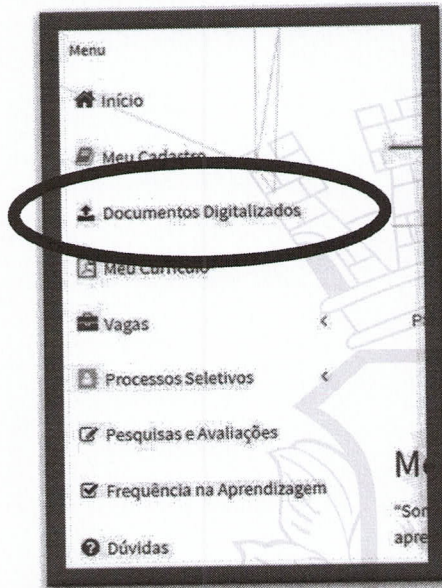 Menu
Início
Meu Cadastro
Documentos Digitalizados
Meu Currículo
Vagas
Processos Seletivos
Pesquisas e Avaliações
Frequência na Aprendizagem
Dúvidas